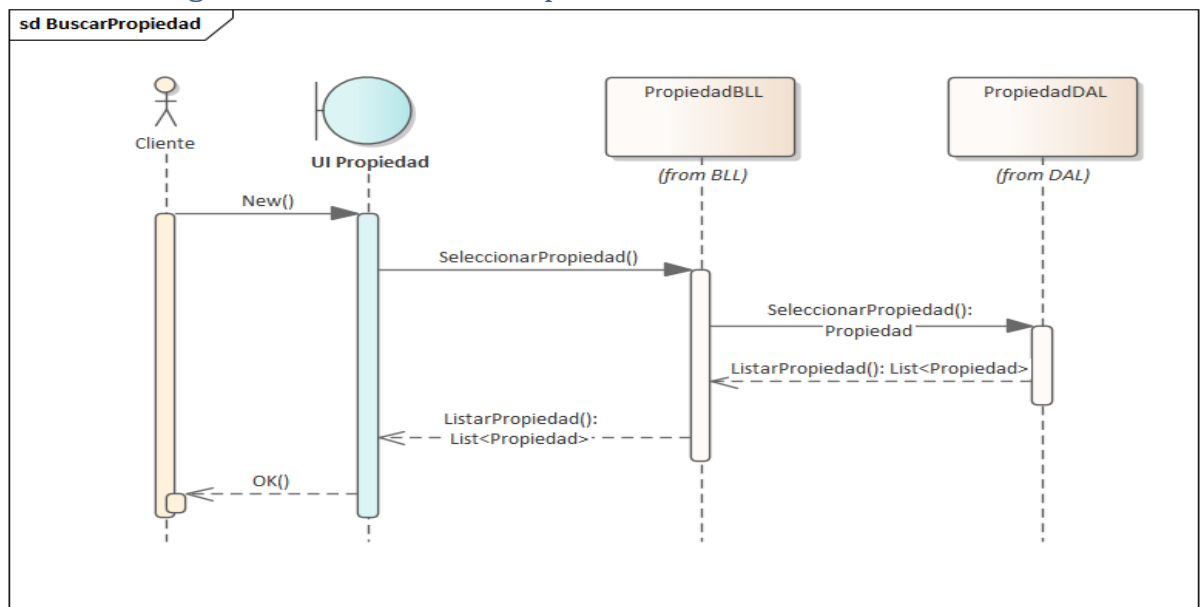 sd BuscarPropiedad
Cliente
UI Propiedad
PropiedadBLL
(from BLL)
PropiedadDAL
(from DAL)
New()
SeleccionarPropiedad()
SeleccionarPropiedad():
Propiedad
ListarPropiedad(): List<Propiedad>
ListarPropiedad():
List<Propiedad>
OK()